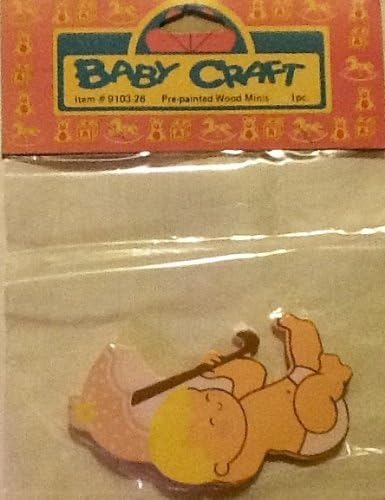 BABY CRAFT
Item # 9103-26 Pre-painted Wood Minis 1pc.